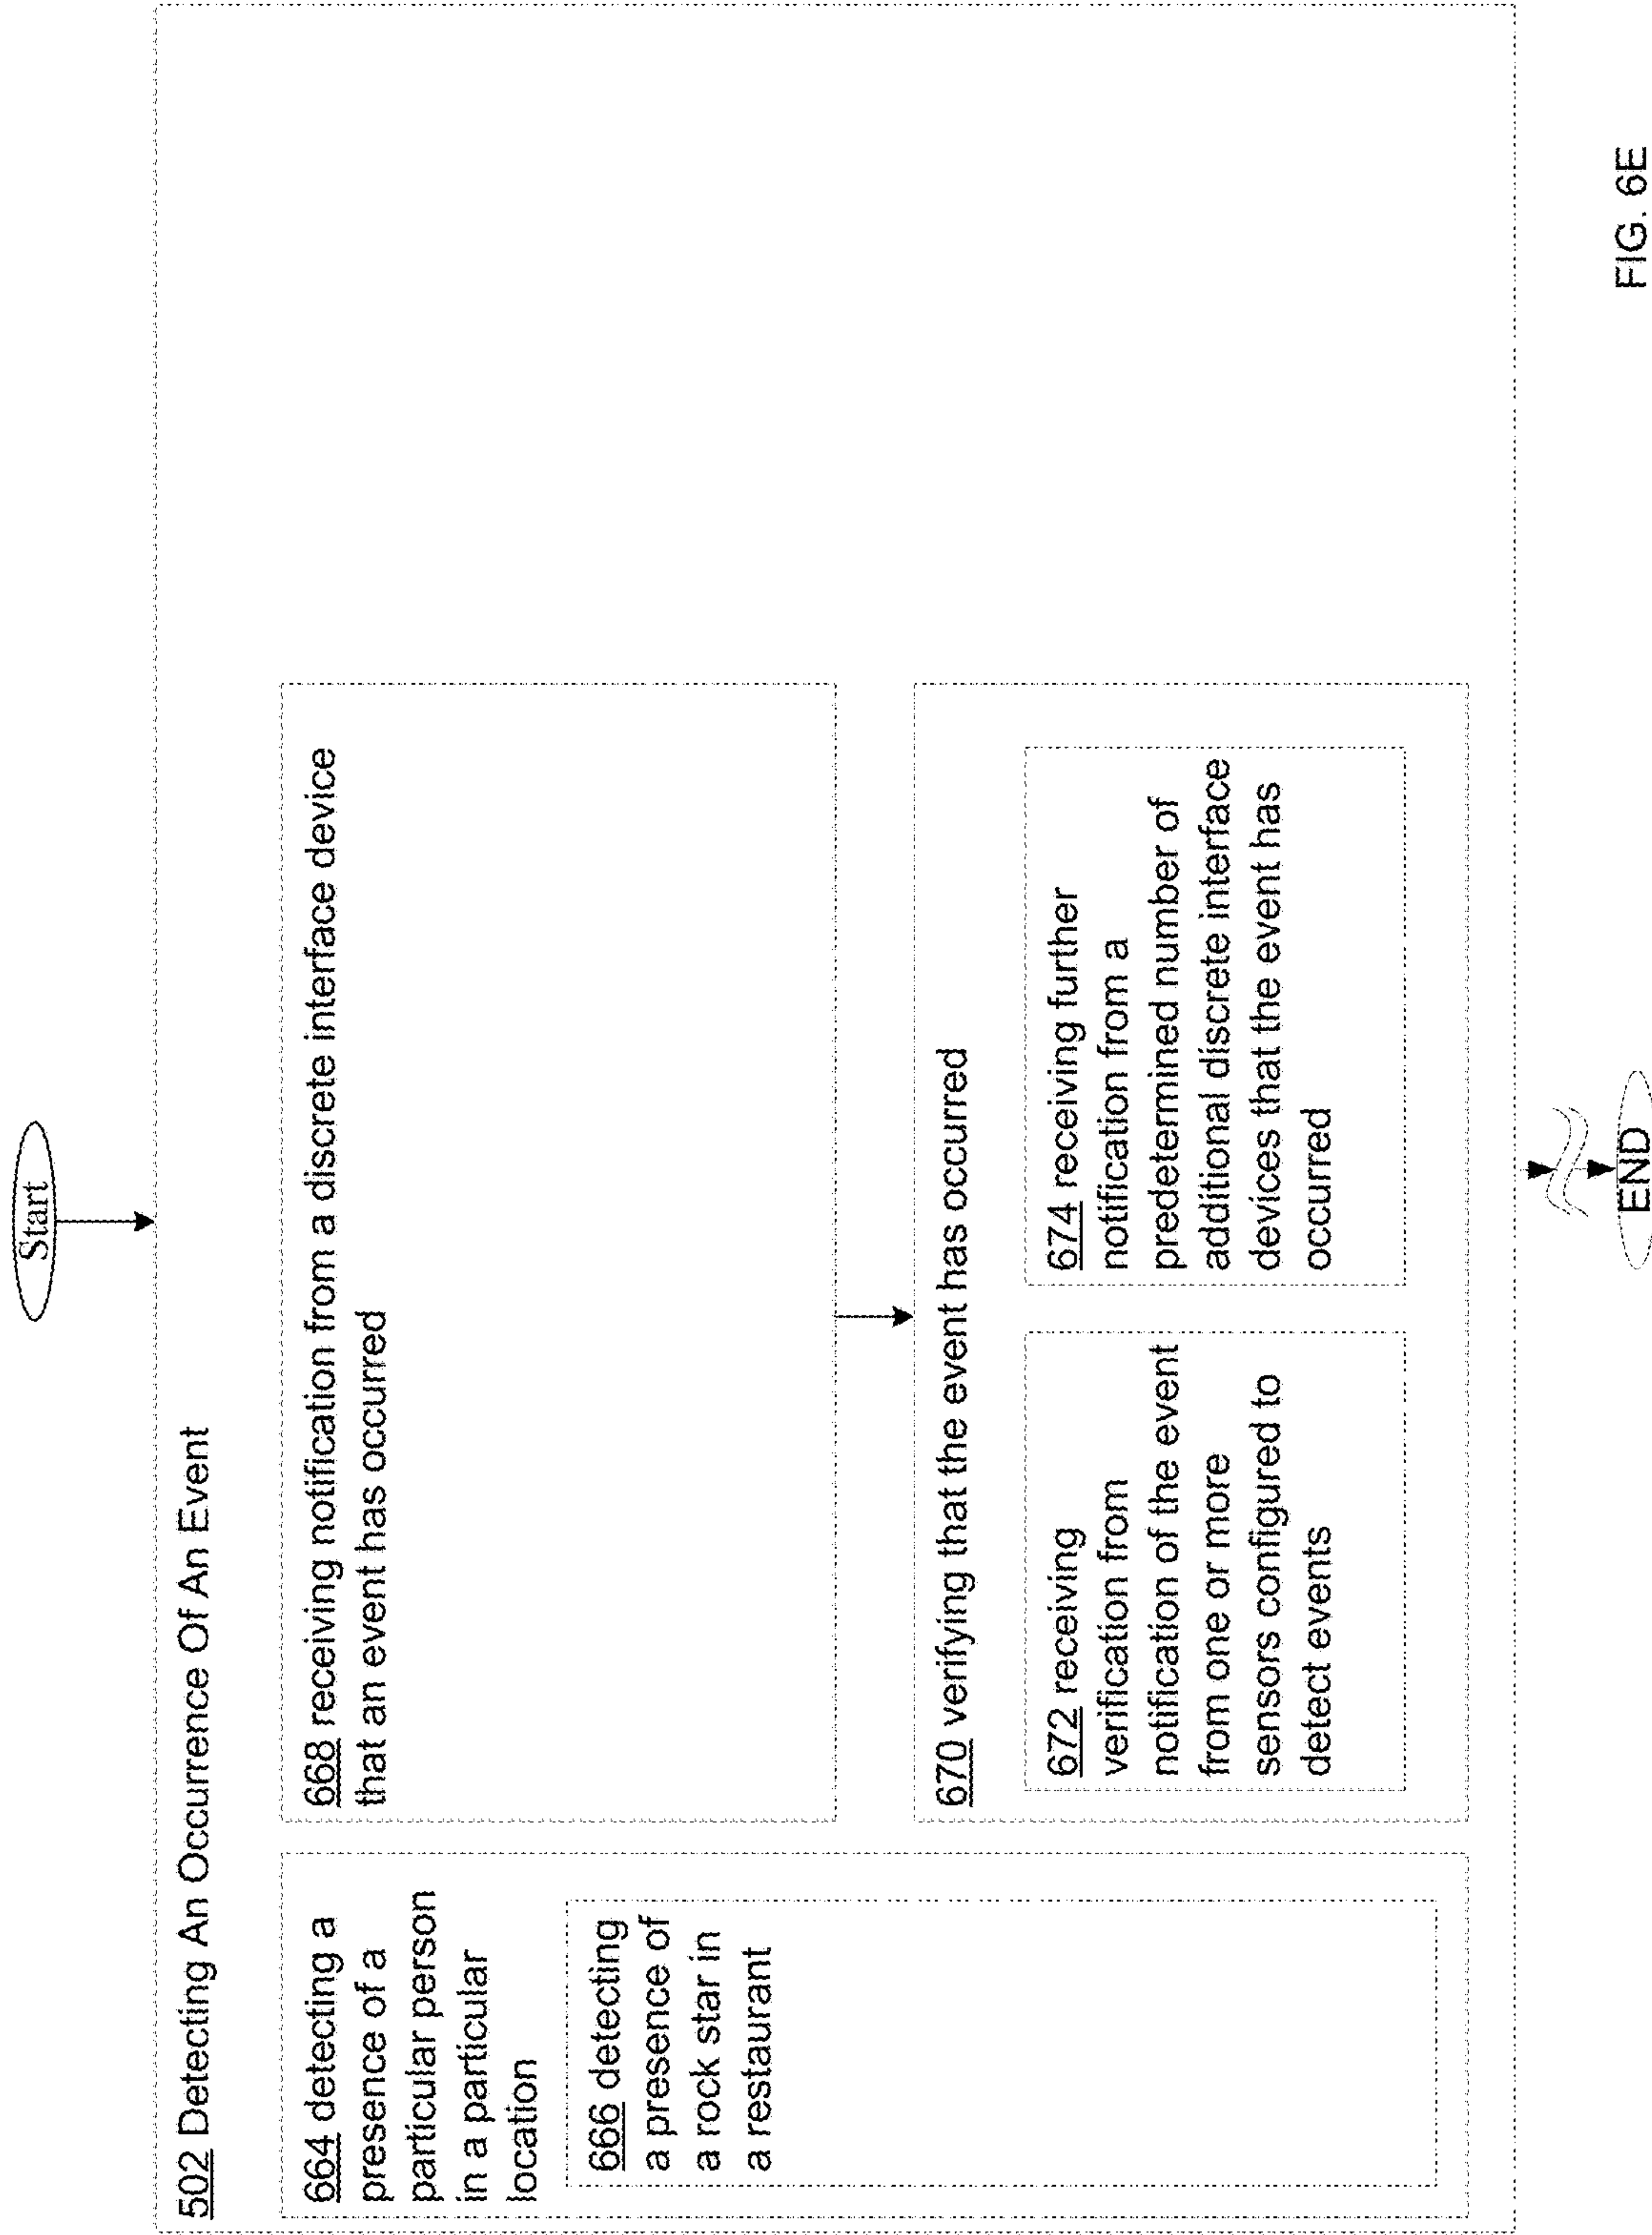 Start
502 Detecting An Occurrence Of An Event
664 detecting a
presence of a
particular person
in a particular
location
666 detecting
a presence of
a rock star in
a restaurant
668 receiving notification from a discrete interface device
that an event has occurred
670 verifying that the event has occurred
672 receiving
verification from
notification of the event
from one or more
sensors configured to
detect events
674 receiving further
notification from a
predetermined number of
additional discrete interface
devices that the event has
occurred
END
FIG. 6E